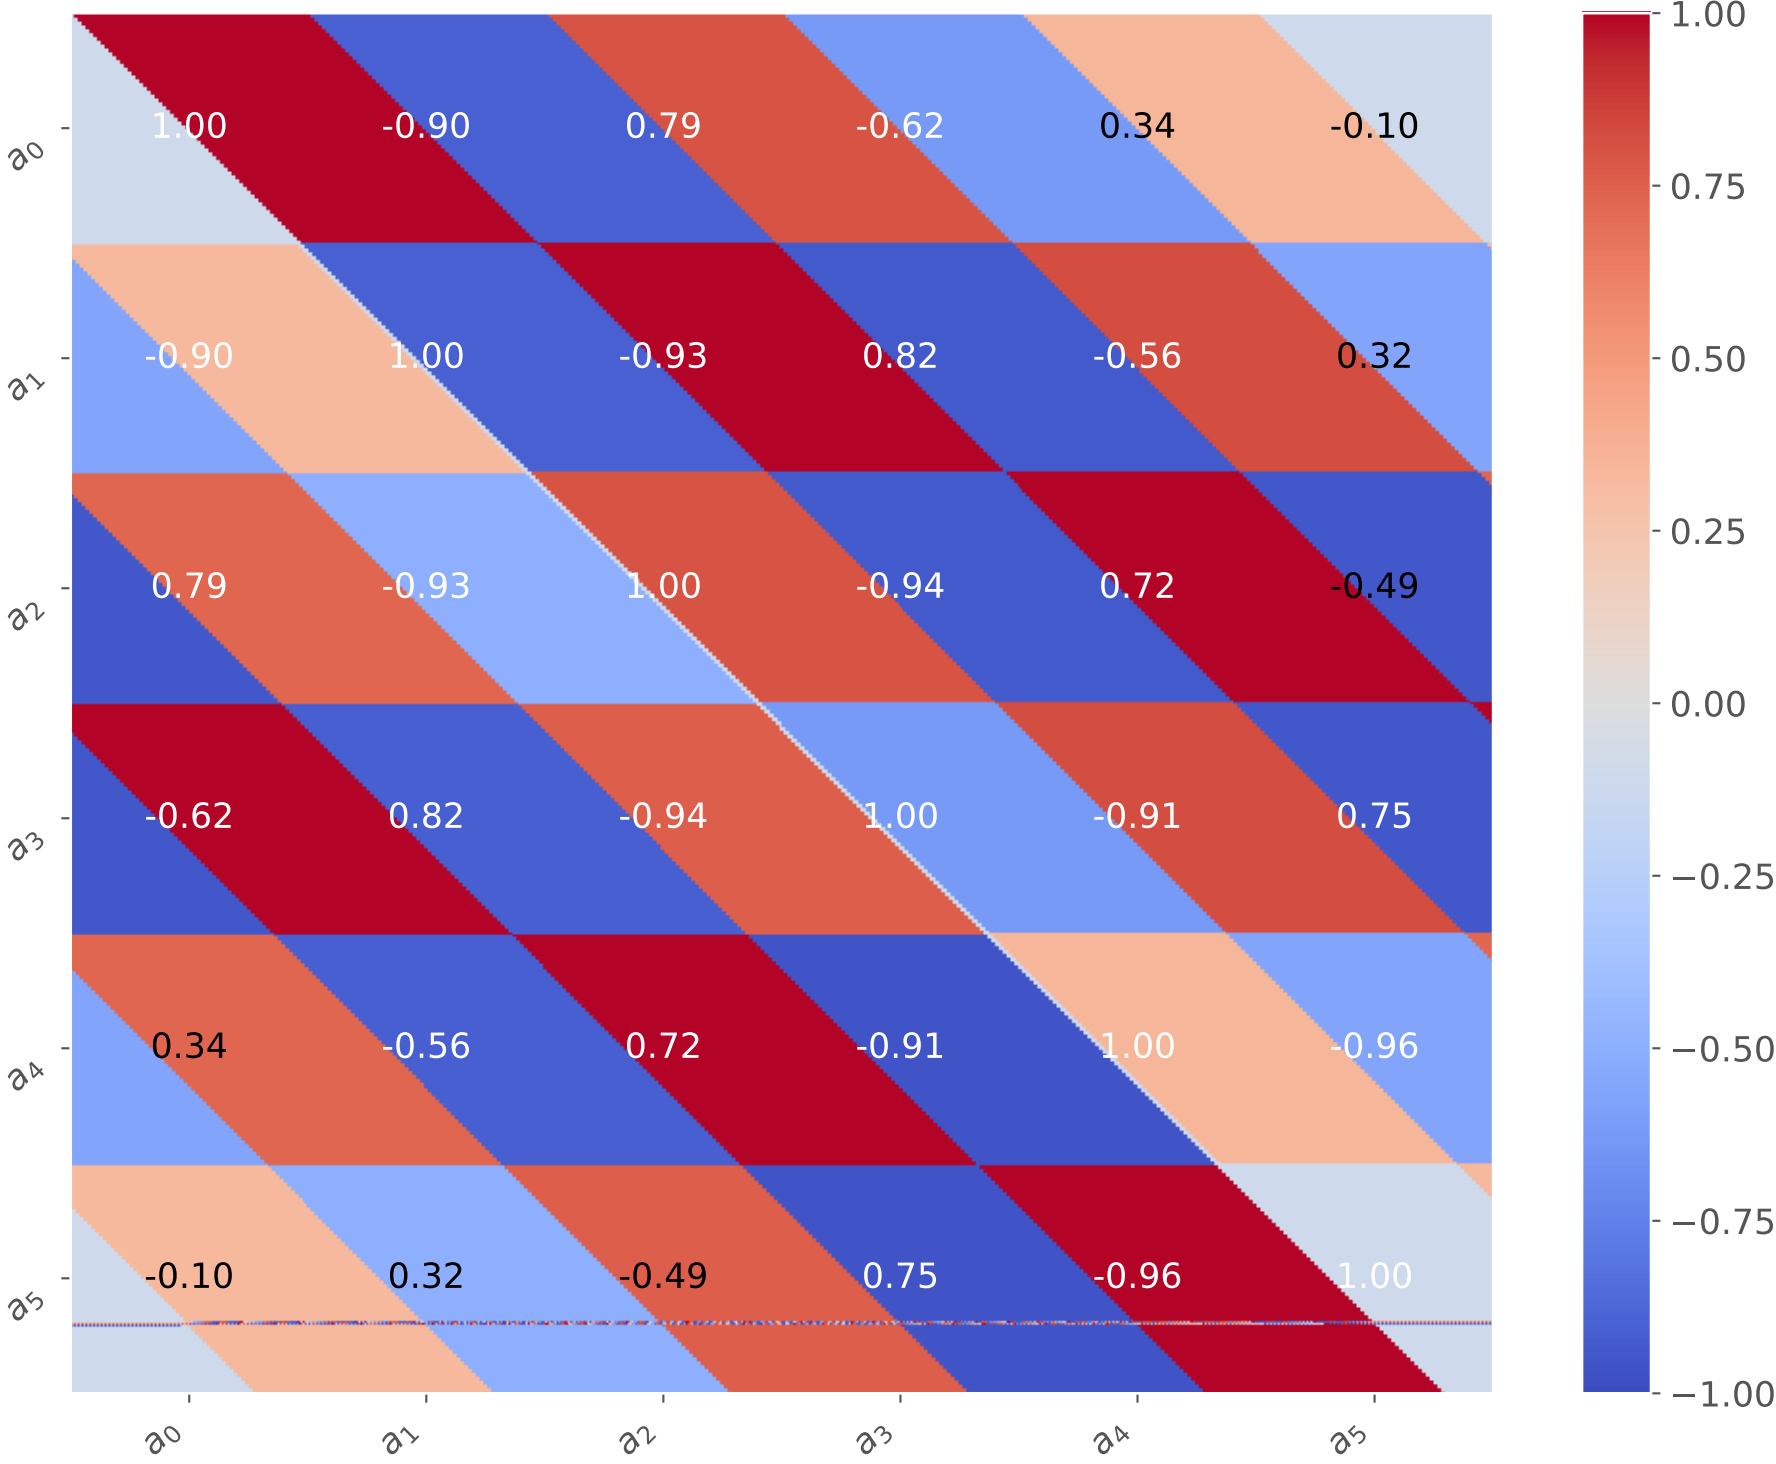 1.00
a₀ 1.00 -0.90 0.79 -0.62 0.34 -0.10
0.75
a₁ -0.90 1.00 -0.93 0.82 -0.56 0.32
0.50
0.25
a₂ 0.79 -0.93 1.00 -0.94 0.72 -0.49
0.00
a₃ -0.62 0.82 -0.94 1.00 -0.91 0.75
−0.25
a₄ 0.34 -0.56 0.72 -0.91 1.00 -0.96
−0.50
−0.75
a₅ -0.10 0.32 -0.49 0.75 -0.96 1.00
−1.00
a₀ a₁ a₂ a₃ a₄ a₅